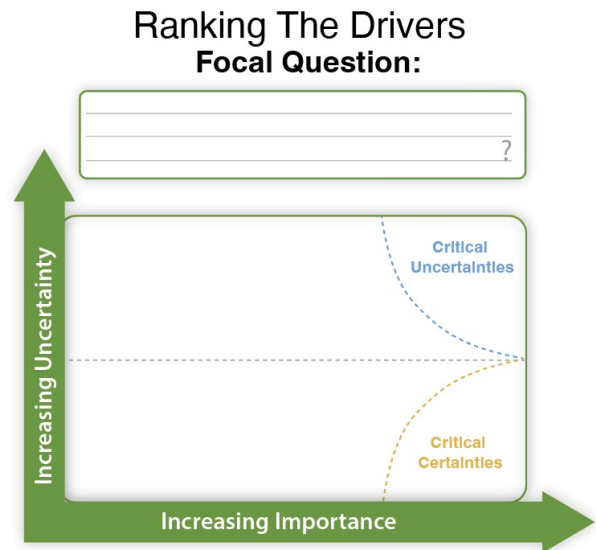 Ranking The Drivers
Focal Question:
?
Increasing Uncertainty
Critical
Uncertainties
Critical
Certainties
Increasing Importance